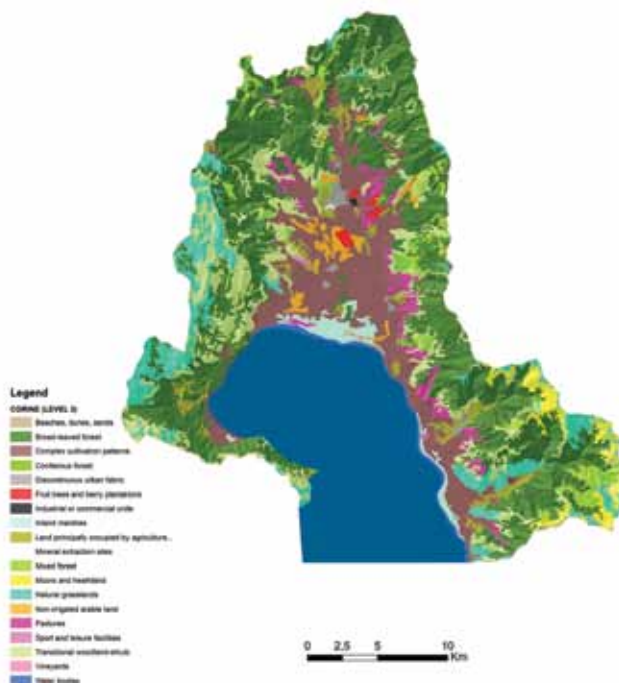 Legend
CORINE (LEVEL 3)
Beaches, dunes, sands
Broad-leaved forest
Complex cultivation patterns
Coniferous forest
Discontinuous urban fabric
Fruit trees and berry plantations
Industrial or commercial units
Inland marshes
Land principally occupied by agriculture...
Mineral extraction sites
Mixed forest
Moors and heathland
Natural grasslands
Non-irrigated arable land
Pastures
Sport and leisure facilities
Transitional woodland-shrub
Vineyards
Water bodies
0 2.5 5 10
Km